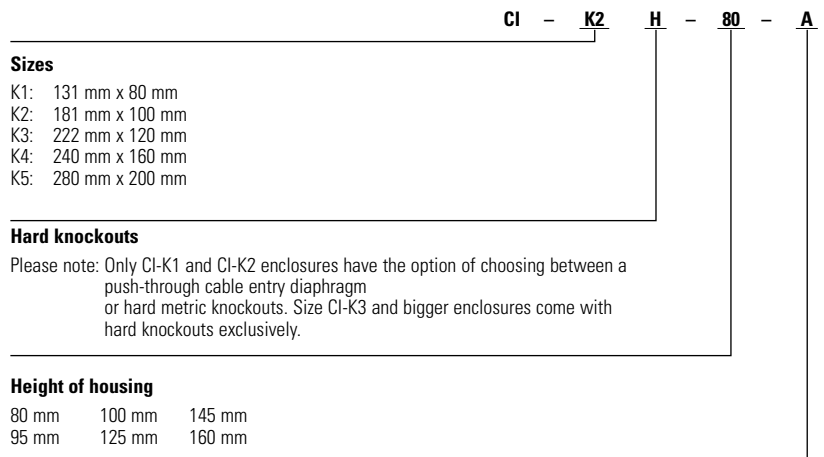 CI – K2 H – 80 – A
Sizes
K1: 131 mm x 80 mm
K2: 181 mm x 100 mm
K3: 222 mm x 120 mm
K4: 240 mm x 160 mm
K5: 280 mm x 200 mm
Hard knockouts
Please note: Only CI-K1 and CI-K2 enclosures have the option of choosing between a
push-through cable entry diaphragm
or hard metric knockouts. Size CI-K3 and bigger enclosures come with
hard knockouts exclusively.
Height of housing
80 mm 100 mm 145 mm
95 mm 125 mm 160 mm